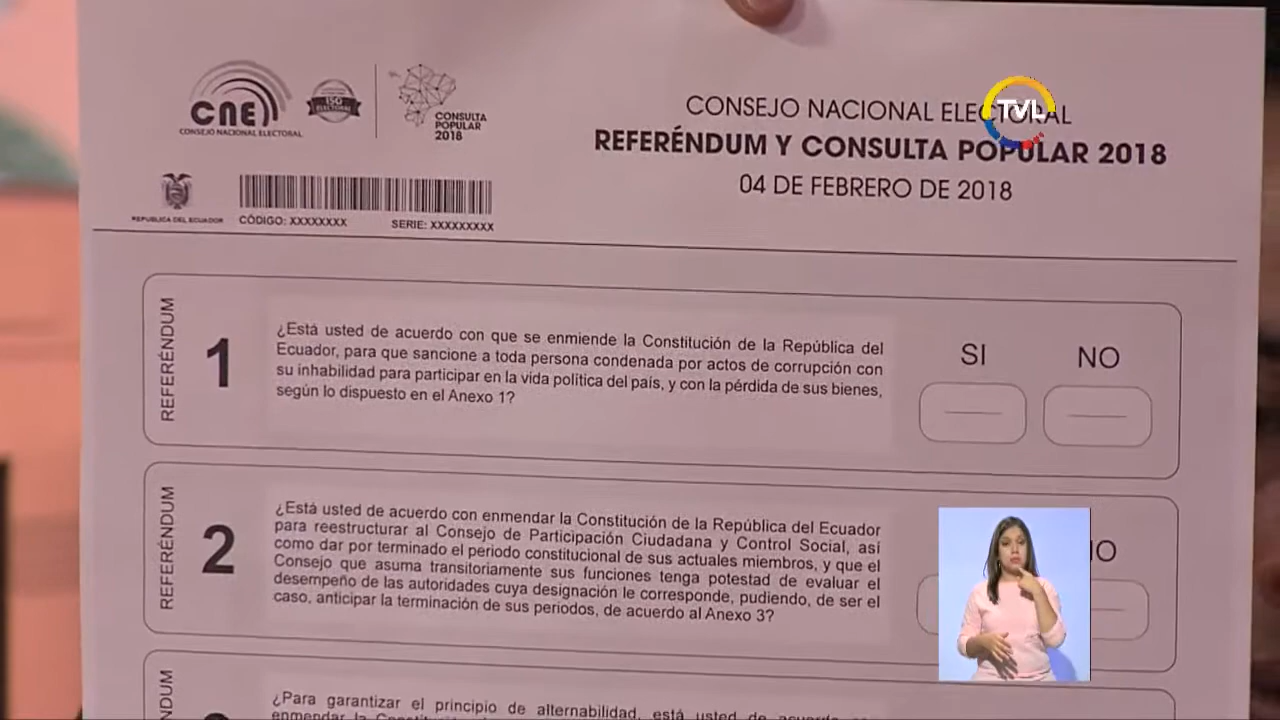 CNE
CONSEJO NACIONAL ELECTORAL
ISO
ELECTORAL
CONSULTA
POPULAR
2018
REPÚBLICA DEL ECUADOR
CÓDIGO: XXXXXXXX
SERIE: XXXXXXXXX
CONSEJO NACIONAL ELECTORAL
TVL
REFERÉNDUM Y CONSULTA POPULAR 2018
04 DE FEBRERO DE 2018
REFERÉNDUM
1
¿Está usted de acuerdo con que se enmiende la Constitución de la República del
Ecuador, para que sancione a toda persona condenada por actos de corrupción con
su inhabilidad para participar en la vida política del país, y con la pérdida de sus bienes,
según lo dispuesto en el Anexo 1?
SI
NO
REFERÉNDUM
2
¿Está usted de acuerdo con enmendar la Constitución de la República del Ecuador
para reestructurar al Consejo de Participación Ciudadana y Control Social, así
como dar por terminado el periodo constitucional de sus actuales miembros, y que el
Consejo que asuma transitoriamente sus funciones tenga potestad de evaluar el
desempeño de las autoridades cuya designación le corresponde, pudiendo, de ser el
caso, anticipar la terminación de sus periodos, de acuerdo al Anexo 3?
NDUM
¿Para garantizar el principio de alternabilidad, está usted de acuerdo
enmendar la